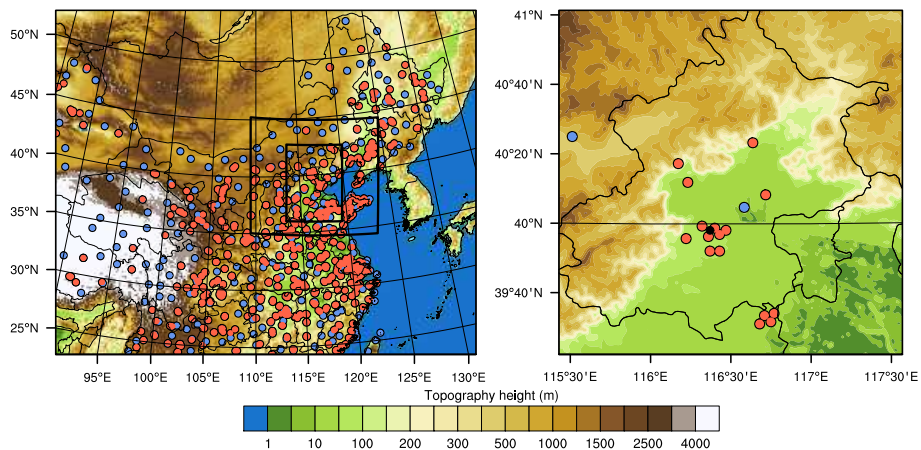 50°N
45°N
40°N
35°N
30°N
25°N
95°E 100°E 105°E 110°E 115°E 120°E 125°E 130°E
41°N
40°40'N
40°20'N
40°N
39°40'N
115°30'E 116°E 116°30'E 117°E 117°30'E
Topography height (m)
1 10 100 200 300 500 1000 1500 2500 4000